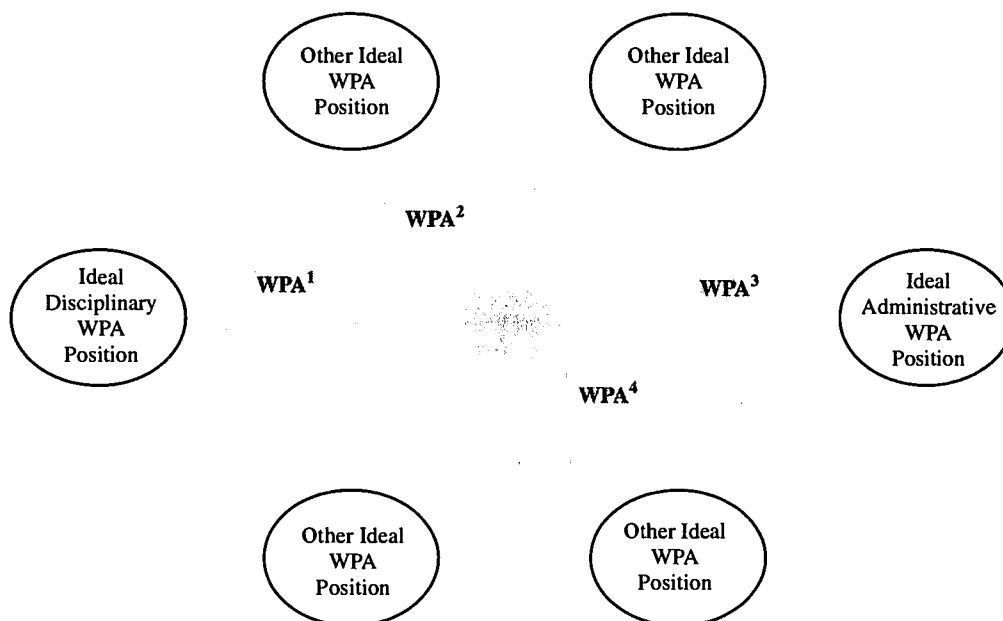 Other Ideal
WPA
Position
Other Ideal
WPA
Position
WPA²
WPA¹
WPA³
Ideal
Disciplinary
WPA
Position
Ideal
Administrative
WPA
Position
WPA⁴
Other Ideal
WPA
Position
Other Ideal
WPA
Position